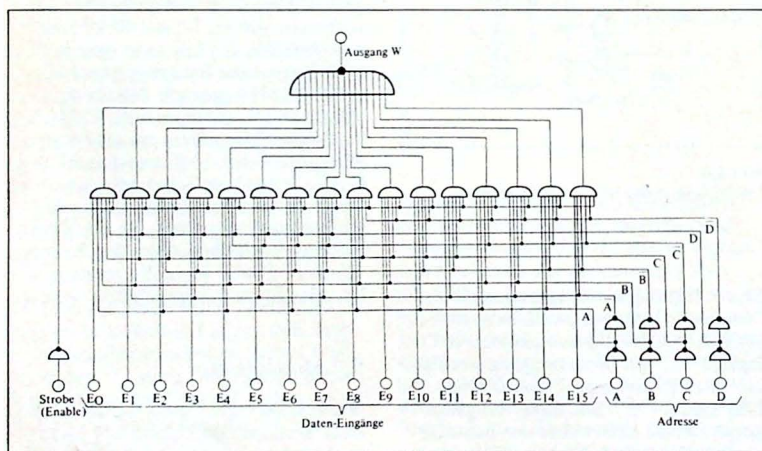 Ausgang W
D
D
C
C
B
B
A
A
Strobe (Enable)
E0 E1 E2 E3 E4 E5 E6 E7 E8 E9 E10 E11 E12 E13 E14 E15
A B C D
Daten-Eingänge
Adresse